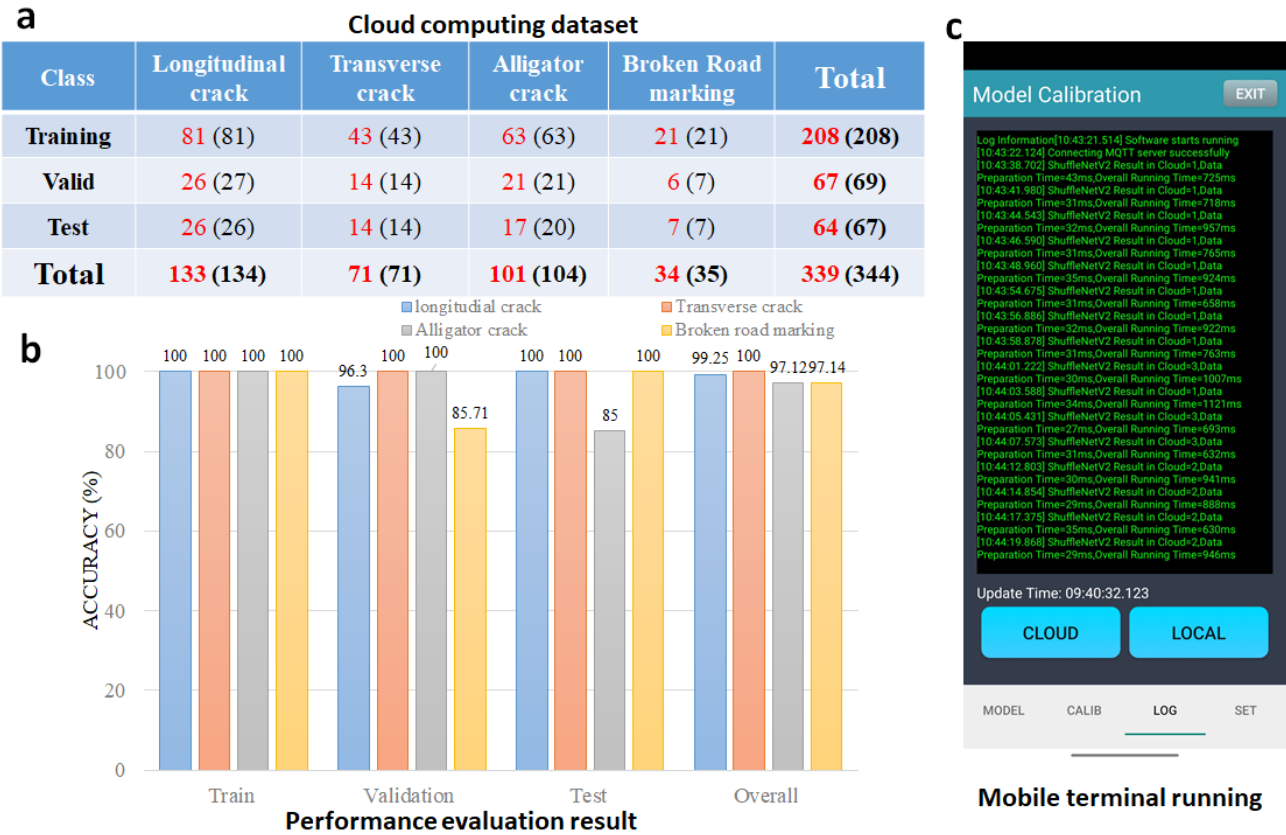 a
Cloud computing dataset
Class Longitudinal crack Transverse crack Alligator crack Broken Road marking Total
Training 81 (81) 43 (43) 63 (63) 21 (21) 208 (208)
Valid 26 (27) 14 (14) 21 (21) 6 (7) 67 (69)
Test 26 (26) 14 (14) 17 (20) 7 (7) 64 (67)
Total 133 (134) 71 (71) 101 (104) 34 (35) 339 (344)
b
longitudial crack Transverse crack
Alligator crack Broken road marking
100 100 100 100 96.3 100 100 85.71 100 100 85 100 99.25 100 97.12 97.14
ACCURACY (%)
100
80
60
40
20
0
Train Validation Test Overall
Performance evaluation result
c
Model Calibration EXIT
Log Information[10:43:21.514] Software starts running
[10:43:22.124] Connecting MQTT server successfully
[10:43:38.702] ShuffleNetV2 Result in Cloud=1,Data
Preparation Time=43ms,Overall Running Time=725ms
[10:43:41.980] ShuffleNetV2 Result in Cloud=1,Data
Preparation Time=31ms,Overall Running Time=718ms
[10:43:44.543] ShuffleNetV2 Result in Cloud=1,Data
Preparation Time=32ms,Overall Running Time=957ms
[10:43:46.590] ShuffleNetV2 Result in Cloud=1,Data
Preparation Time=31ms,Overall Running Time=765ms
[10:43:48.960] ShuffleNetV2 Result in Cloud=1,Data
Preparation Time=35ms,Overall Running Time=924ms
[10:43:54.675] ShuffleNetV2 Result in Cloud=1,Data
Preparation Time=31ms,Overall Running Time=658ms
[10:43:56.886] ShuffleNetV2 Result in Cloud=1,Data
Preparation Time=32ms,Overall Running Time=922ms
[10:43:58.878] ShuffleNetV2 Result in Cloud=1,Data
Preparation Time=31ms,Overall Running Time=763ms
[10:44:01.222] ShuffleNetV2 Result in Cloud=3,Data
Preparation Time=30ms,Overall Running Time=1007ms
[10:44:03.588] ShuffleNetV2 Result in Cloud=1,Data
Preparation Time=34ms,Overall Running Time=1121ms
[10:44:05.431] ShuffleNetV2 Result in Cloud=3,Data
Preparation Time=27ms,Overall Running Time=693ms
[10:44:07.573] ShuffleNetV2 Result in Cloud=3,Data
Preparation Time=31ms,Overall Running Time=632ms
[10:44:12.803] ShuffleNetV2 Result in Cloud=2,Data
Preparation Time=30ms,Overall Running Time=941ms
[10:44:14.854] ShuffleNetV2 Result in Cloud=2,Data
Preparation Time=29ms,Overall Running Time=888ms
[10:44:17.375] ShuffleNetV2 Result in Cloud=2,Data
Preparation Time=35ms,Overall Running Time=630ms
[10:44:19.868] ShuffleNetV2 Result in Cloud=2,Data
Preparation Time=29ms,Overall Running Time=946ms
Update Time: 09:40:32.123
CLOUD LOCAL
MODEL CALIB LOG SET
Mobile terminal running